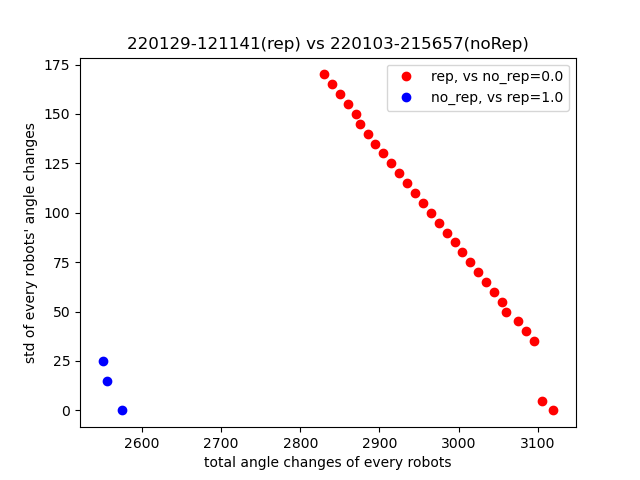 220129-121141(rep) vs 220103-215657(noRep)
rep, vs no_rep=0.0
no_rep, vs rep=1.0
std of every robots' angle changes
175
150
125
100
75
50
25
0
2600 2700 2800 2900 3000 3100
total angle changes of every robots